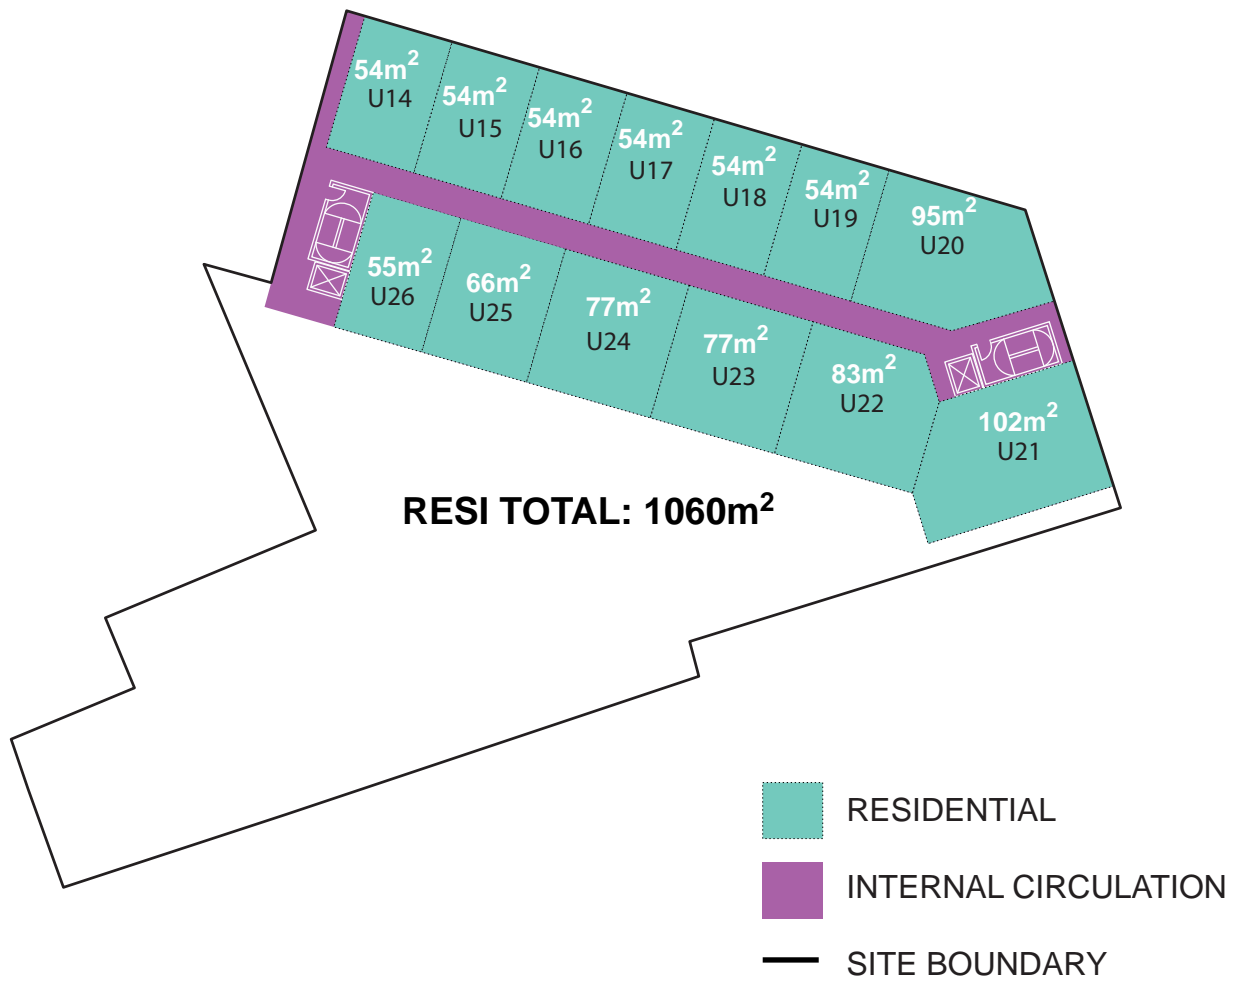 54m²
U14
54m²
U15
54m²
U16
54m²
U17
54m²
U18
54m²
U19
95m²
U20
55m²
U26
66m²
U25
77m²
U24
77m²
U23
83m²
U22
102m²
U21
RESI TOTAL: 1060m²
RESIDENTIAL
INTERNAL CIRCULATION
SITE BOUNDARY